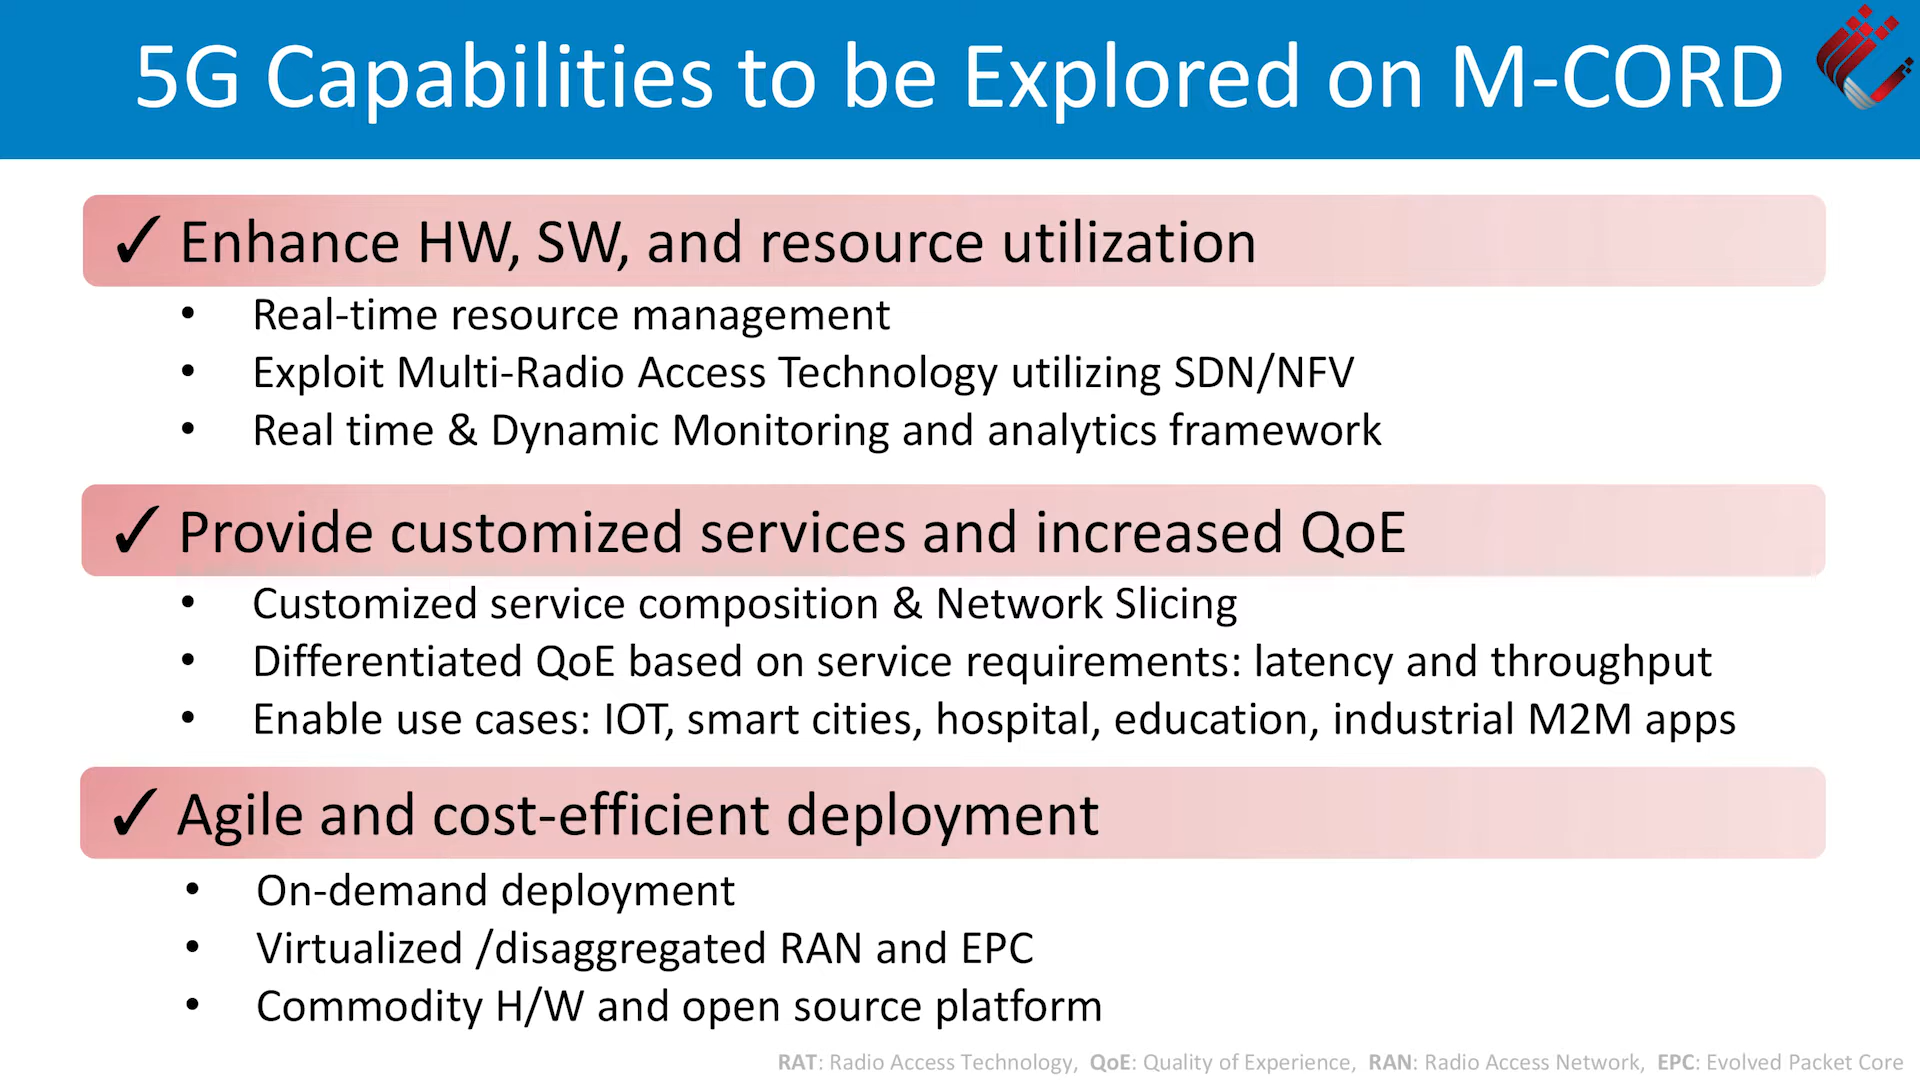 5G Capabilities to be Explored on M-CORD
✓ Enhance HW, SW, and resource utilization
• Real-time resource management
• Exploit Multi-Radio Access Technology utilizing SDN/NFV
• Real time & Dynamic Monitoring and analytics framework
✓ Provide customized services and increased QoE
• Customized service composition & Network Slicing
• Differentiated QoE based on service requirements: latency and throughput
• Enable use cases: IOT, smart cities, hospital, education, industrial M2M apps
✓ Agile and cost-efficient deployment
• On-demand deployment
• Virtualized /disaggregated RAN and EPC
• Commodity H/W and open source platform
RAT: Radio Access Technology, QoE: Quality of Experience, RAN: Radio Access Network, EPC: Evolved Packet Core